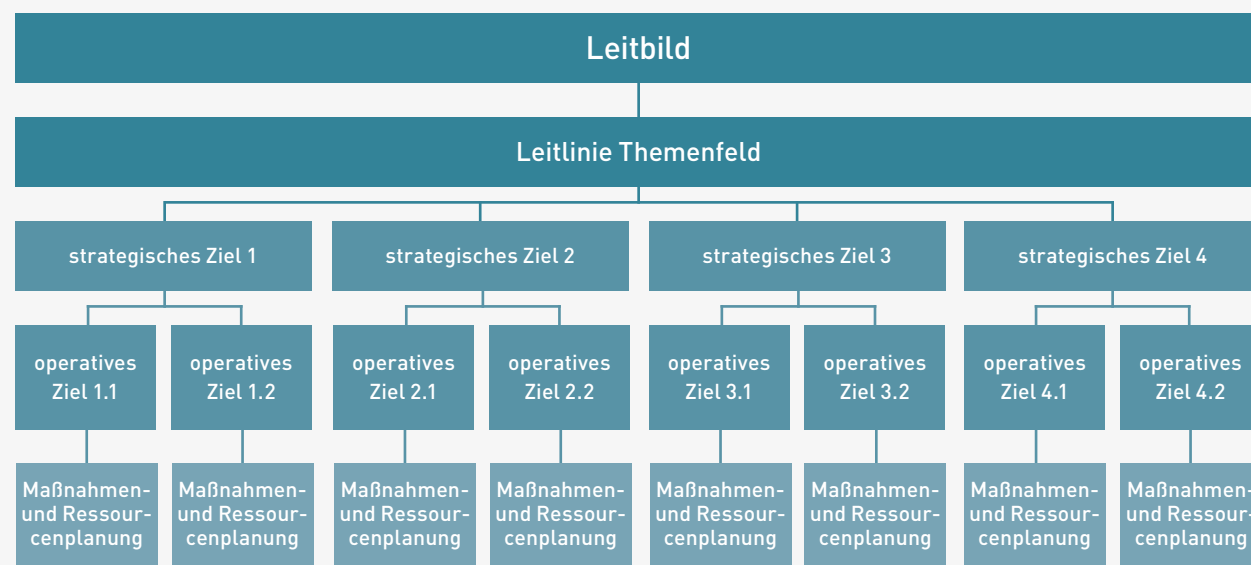 Leitbild
Leitlinie Themenfeld
strategisches Ziel 1
strategisches Ziel 2
strategisches Ziel 3
strategisches Ziel 4
operatives
Ziel 1.1
operatives
Ziel 1.2
operatives
Ziel 2.1
operatives
Ziel 2.2
operatives
Ziel 3.1
operatives
Ziel 3.2
operatives
Ziel 4.1
operatives
Ziel 4.2
Maßnahmen-
und Ressour-
cenplanung
Maßnahmen-
und Ressour-
cenplanung
Maßnahmen-
und Ressour-
cenplanung
Maßnahmen-
und Ressour-
cenplanung
Maßnahmen-
und Ressour-
cenplanung
Maßnahmen-
und Ressour-
cenplanung
Maßnahmen-
und Ressour-
cenplanung
Maßnahmen-
und Ressour-
cenplanung